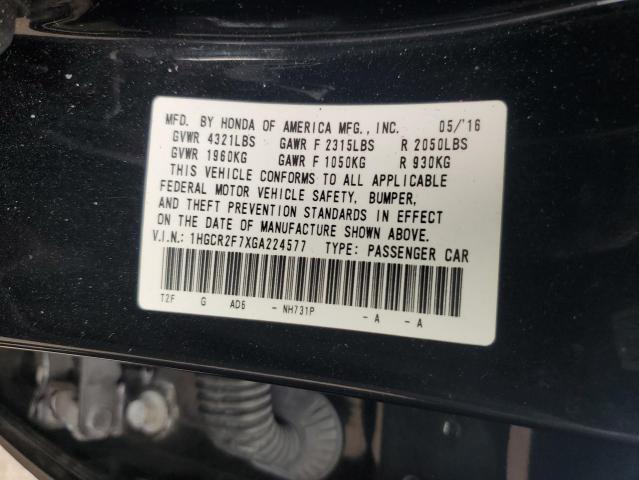 MFD. BY HONDA OF AMERICA MFG., INC. 05/'16
GVWR 4321LBS GAWR F 2315LBS R 2050LBS
GVWR 1960KG GAWR F 1050KG R 930KG
THIS VEHICLE CONFORMS TO ALL APPLICABLE
FEDERAL MOTOR VEHICLE SAFETY, BUMPER,
AND THEFT PREVENTION STANDARDS IN EFFECT
ON THE DATE OF MANUFACTURE SHOWN ABOVE.
V.I.N.: 1HGCR2F7XGA224577 TYPE: PASSENGER CAR
T2F G AD5 - NH731P - A - A